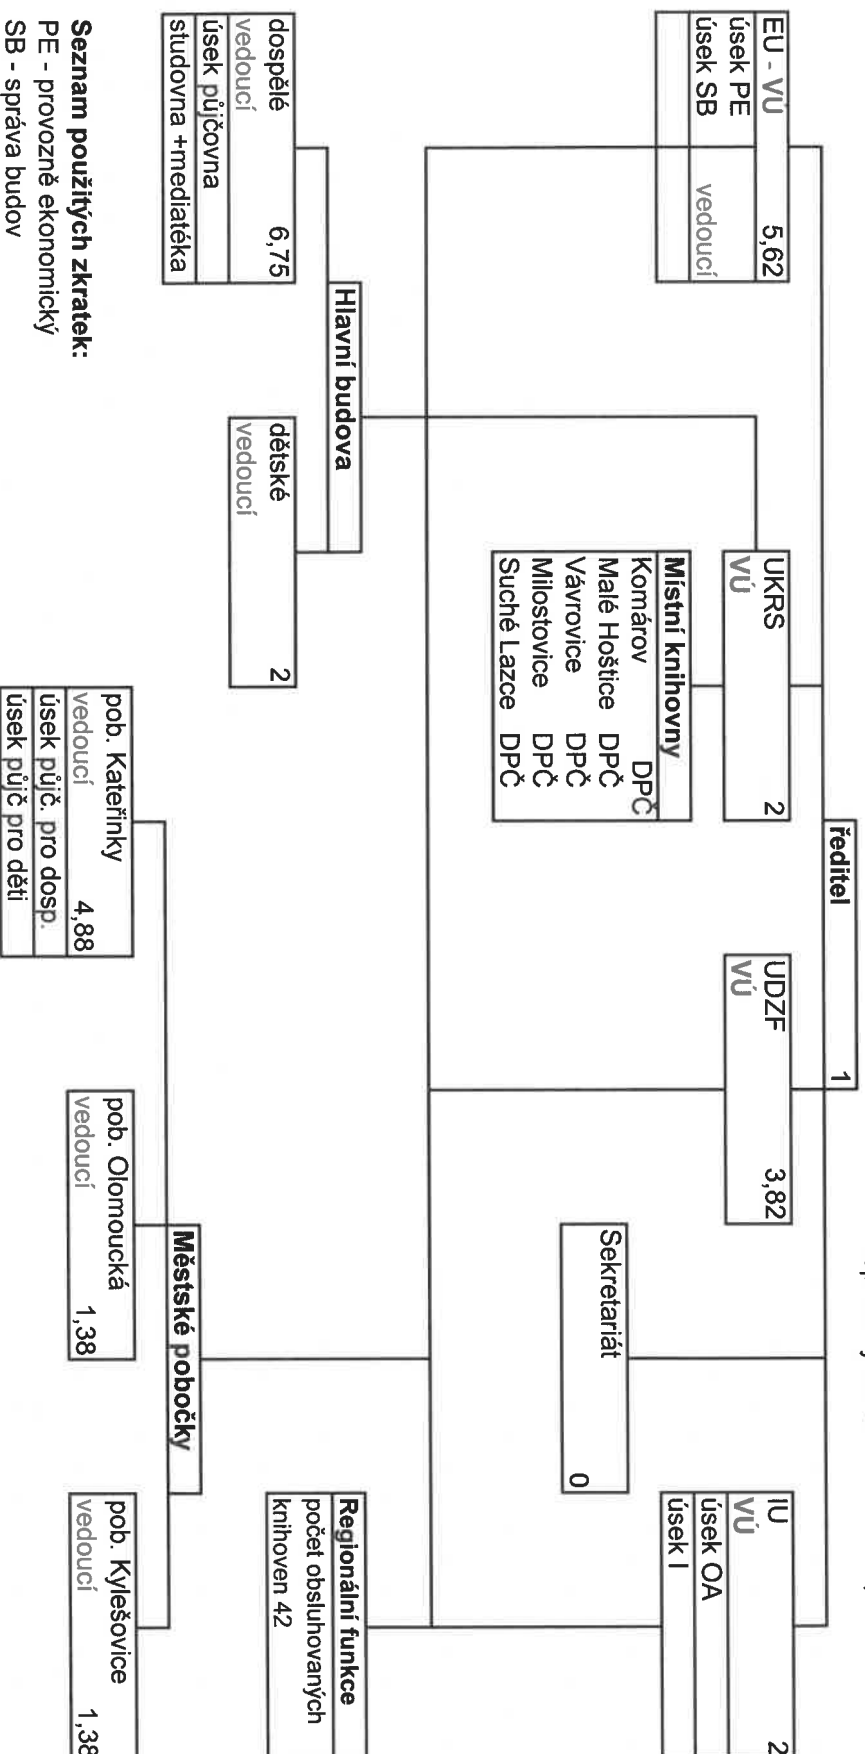 ředitel 1
EU - VÚ 5,62
úsek PE
úsek SB vedoucí
UKRS 2
VÚ
UDZF 3,82
VÚ
IU 2
VÚ
úsek OA
úsek I
Místní knihovny
Komárov DPČ
Malé Hoštice DPČ
Vávrovice DPČ
Milostovice DPČ
Suché Lazce DPČ
Sekretariát
0
Hlavní budova
Regionální funkce
počet obsluhovaných
knihoven 42
dospělé
vedoucí 6,75
úsek půjčovna
studovna +mediatéka
dětské
vedoucí 2
Městské pobočky
pob. Kateřinky
vedoucí 4,88
úsek půjč. pro dosp.
úsek půjč pro děti
pob. Olomoucká
vedoucí 1,38
pob. Kylešovice
vedoucí 1,38
Seznam použitých zkratek:
PE - provozně ekonomický
SB - správa budov